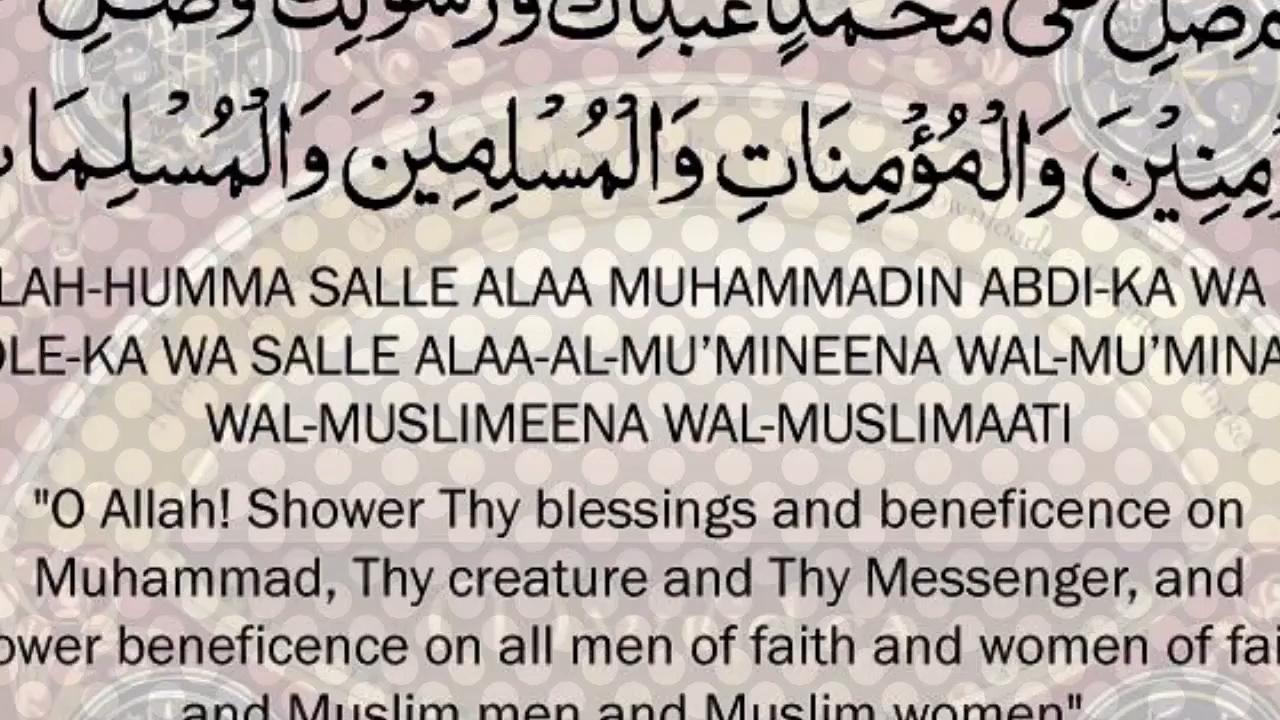 صَلِّ عَلَى مُحَمَّدٍ عَبْدِكَ وَرَسُولِكَ وَصَلِّ
وَالْمُؤْمِنَاتِ وَالْمُسْلِمِيْنَ وَالْمُسْلِمَا
LAH-HUMMA SALLE ALAA MUHAMMADIN ABDI-KA WA
OLE-KA WA SALLE ALAA-AL-MU’MINEENA WAL-MU’MINA
WAL-MUSLIMEENA WAL-MUSLIMAATI
"O Allah! Shower Thy blessings and beneficence on
Muhammad, Thy creature and Thy Messenger, and
ower beneficence on all men of faith and women of fai
and Muslim men and Muslim women"